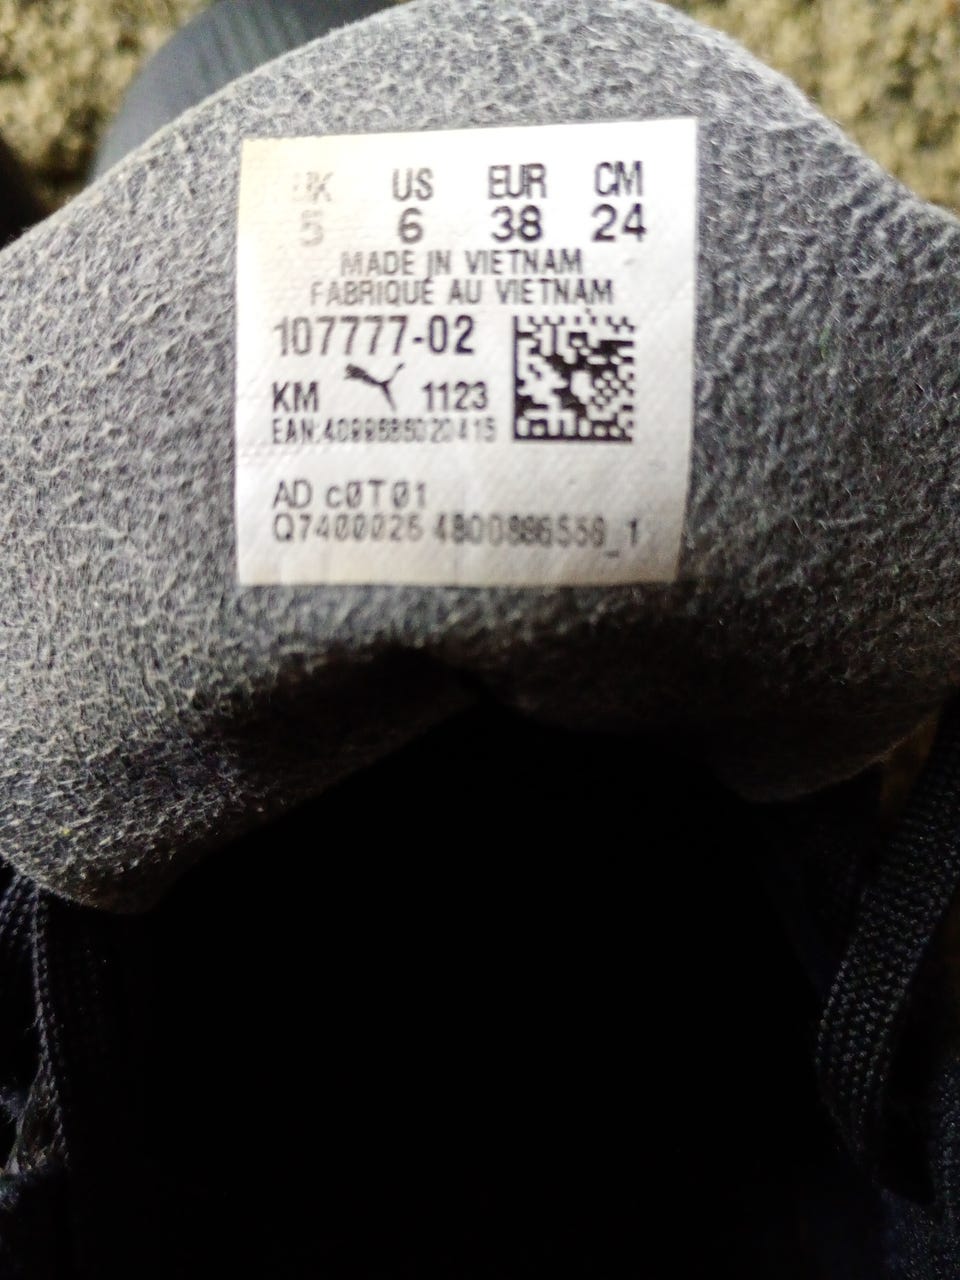 UK US EUR CM
5 6 38 24
MADE IN VIETNAM
FABRIQUÉ AU VIETNAM
107777-02
KM 1123
AD c0T01